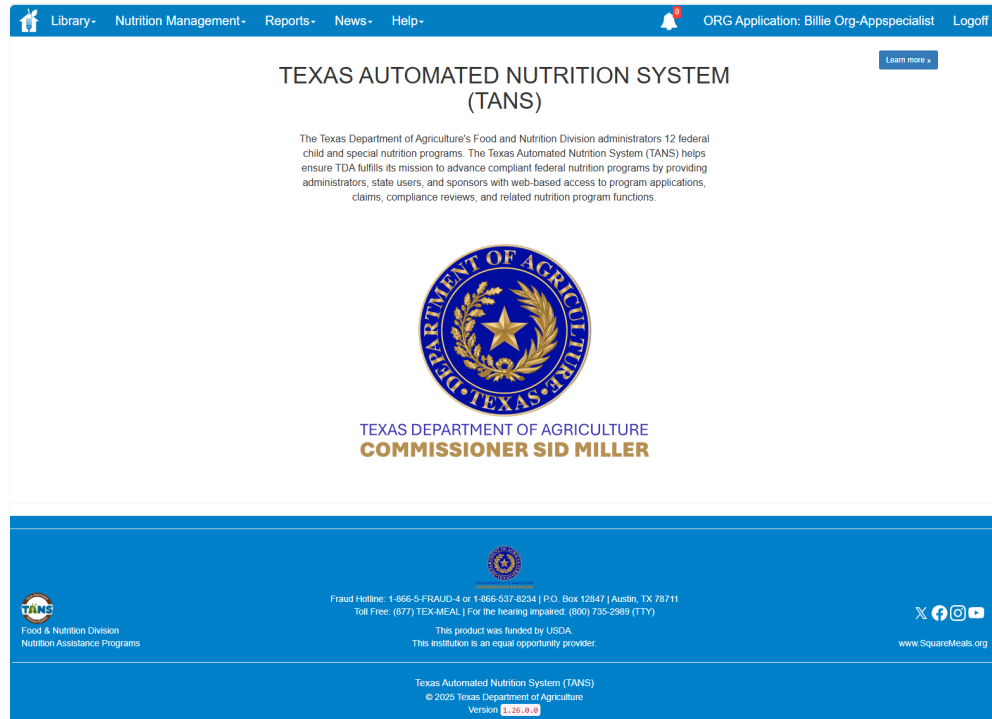 Library
Nutrition Management
Reports
News
Help
0
ORG Application: Billie Org-Appspecialist
Logoff
Learn more »
TEXAS AUTOMATED NUTRITION SYSTEM
(TANS)
The Texas Department of Agriculture's Food and Nutrition Division administrators 12 federal
child and special nutrition programs. The Texas Automated Nutrition System (TANS) helps
ensure TDA fulfills its mission to advance compliant federal nutrition programs by providing
administrators, state users, and sponsors with web-based access to program applications,
claims, compliance reviews, and related nutrition program functions.
DEPARTMENT OF AGRICULTURE
TEXAS
TEXAS DEPARTMENT OF AGRICULTURE
COMMISSIONER SID MILLER
Fraud Hotline: 1-866-5-FRAUD-4 or 1-866-537-8234 | P.O. Box 12847 | Austin, TX 78711
Toll Free: (877) TEX-MEAL | For the hearing impaired: (800) 735-2989 (TTY)
This product was funded by USDA.
This institution is an equal opportunity provider.
TANS
Food & Nutrition Division
Nutrition Assistance Programs
www.SquareMeals.org
Texas Automated Nutrition System (TANS)
© 2025 Texas Department of Agriculture
Version 1.26.0.0